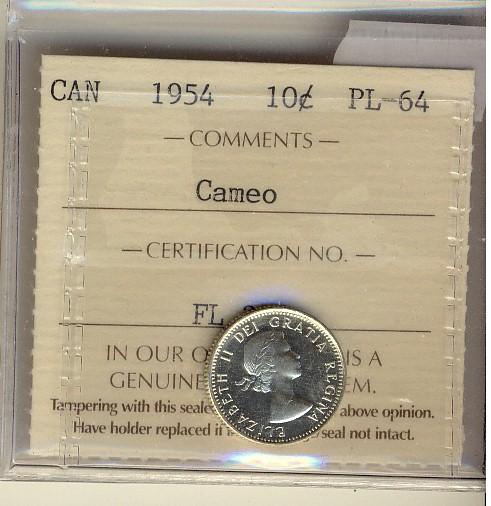 CAN 1954 10¢ PL-64
— COMMENTS —
Cameo
— CERTIFICATION NO. —
FL
IN OUR IS A
GENUINE
Tampering with this above opinion.
Have holder replaced if /seal not intact.
ELIZABETH II DEI GRATIA REGINA